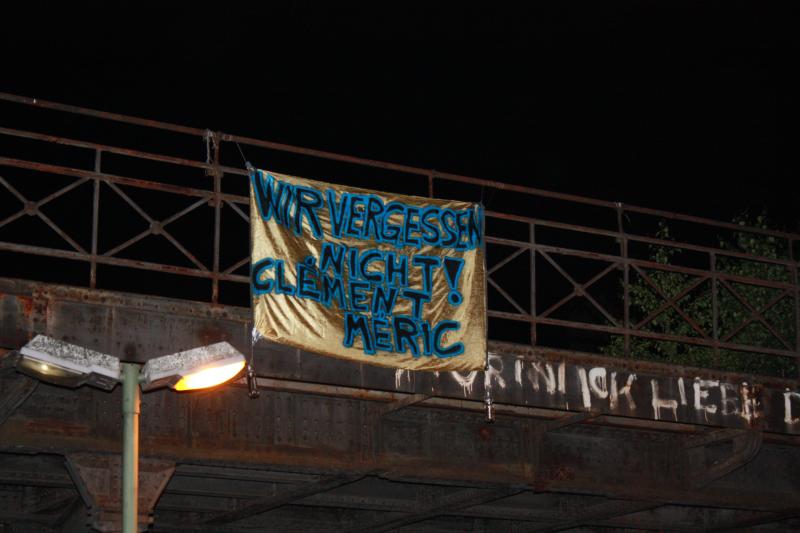 WIR VERGESSEN
NICHT!
CLÉMENT
MÉRIC
ICK LIEBE D